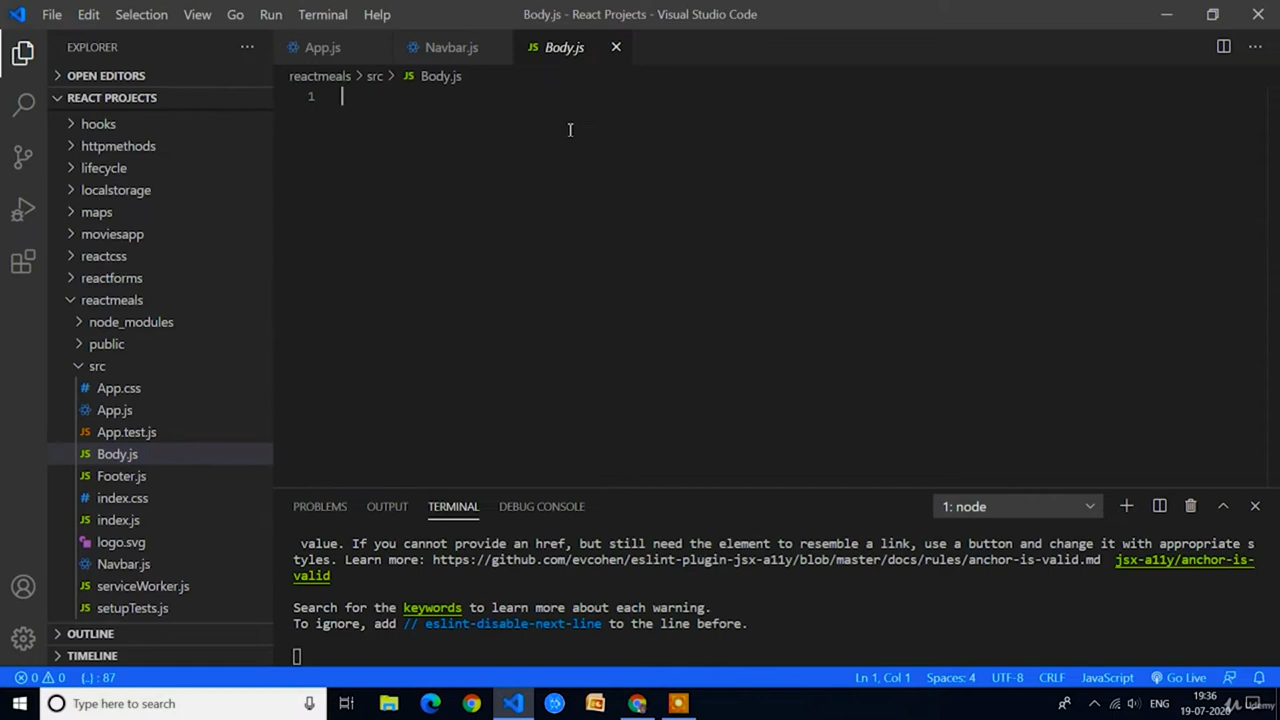 File Edit Selection View Go Run Terminal Help
Body.js - React Projects - Visual Studio Code
EXPLORER
App.js
Navbar.js
Body.js
OPEN EDITORS
reactmeals > src > JS Body.js
REACT PROJECTS
1
hooks
httpmethods
lifecycle
localstorage
maps
moviesapp
reactcss
reactforms
reactmeals
node_modules
public
src
# App.css
App.js
JS App.test.js
JS Body.js
JS Footer.js
# index.css
JS index.js
logo.svg
Navbar.js
JS serviceWorker.js
JS setupTests.js
OUTLINE
TIMELINE
PROBLEMS OUTPUT TERMINAL DEBUG CONSOLE
1: node
value. If you cannot provide an href, but still need the element to resemble a link, use a button and change it with appropriate s
tyles. Learn more: https://github.com/evcohen/eslint-plugin-jsx-a11y/blob/master/docs/rules/anchor-is-valid.md jsx-a11y/anchor-is-
valid
Search for the keywords to learn more about each warning.
To ignore, add // eslint-disable-next-line to the line before.
0 0 {..} : 87
Ln 1, Col 1 Spaces: 4 UTF-8 CRLF JavaScript Go Live
Type here to search
ENG
19:36
19-07-2020
Udemy